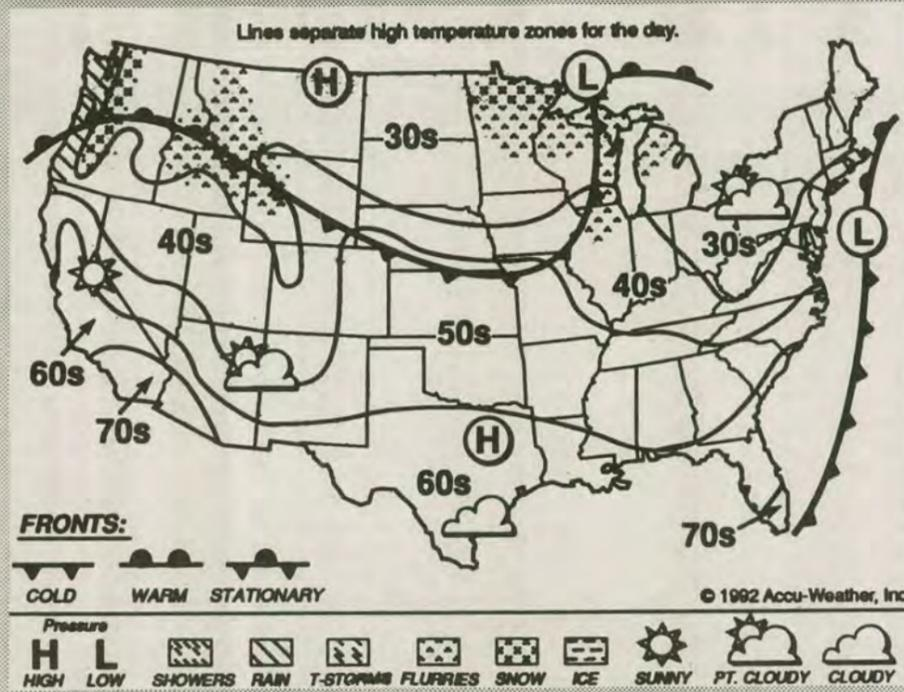 Lines separate high temperature zones for the day.
H
L
30s
40s
30s
L
40s
50s
60s
70s
H
60s
70s
FRONTS:
COLD WARM STATIONARY
© 1992 Accu-Weather, Inc
Pressure
H L
HIGH LOW SHOWERS RAIN T-STORMS FLURRIES SNOW ICE SUNNY PT. CLOUDY CLOUDY